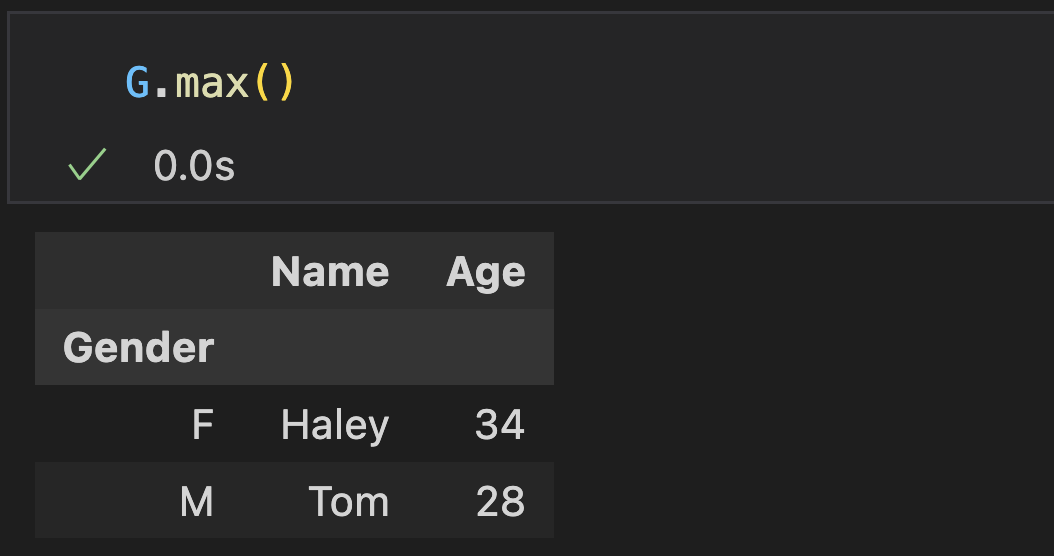 G.max()
0.0s
Name Age
Gender
F Haley 34
M Tom 28